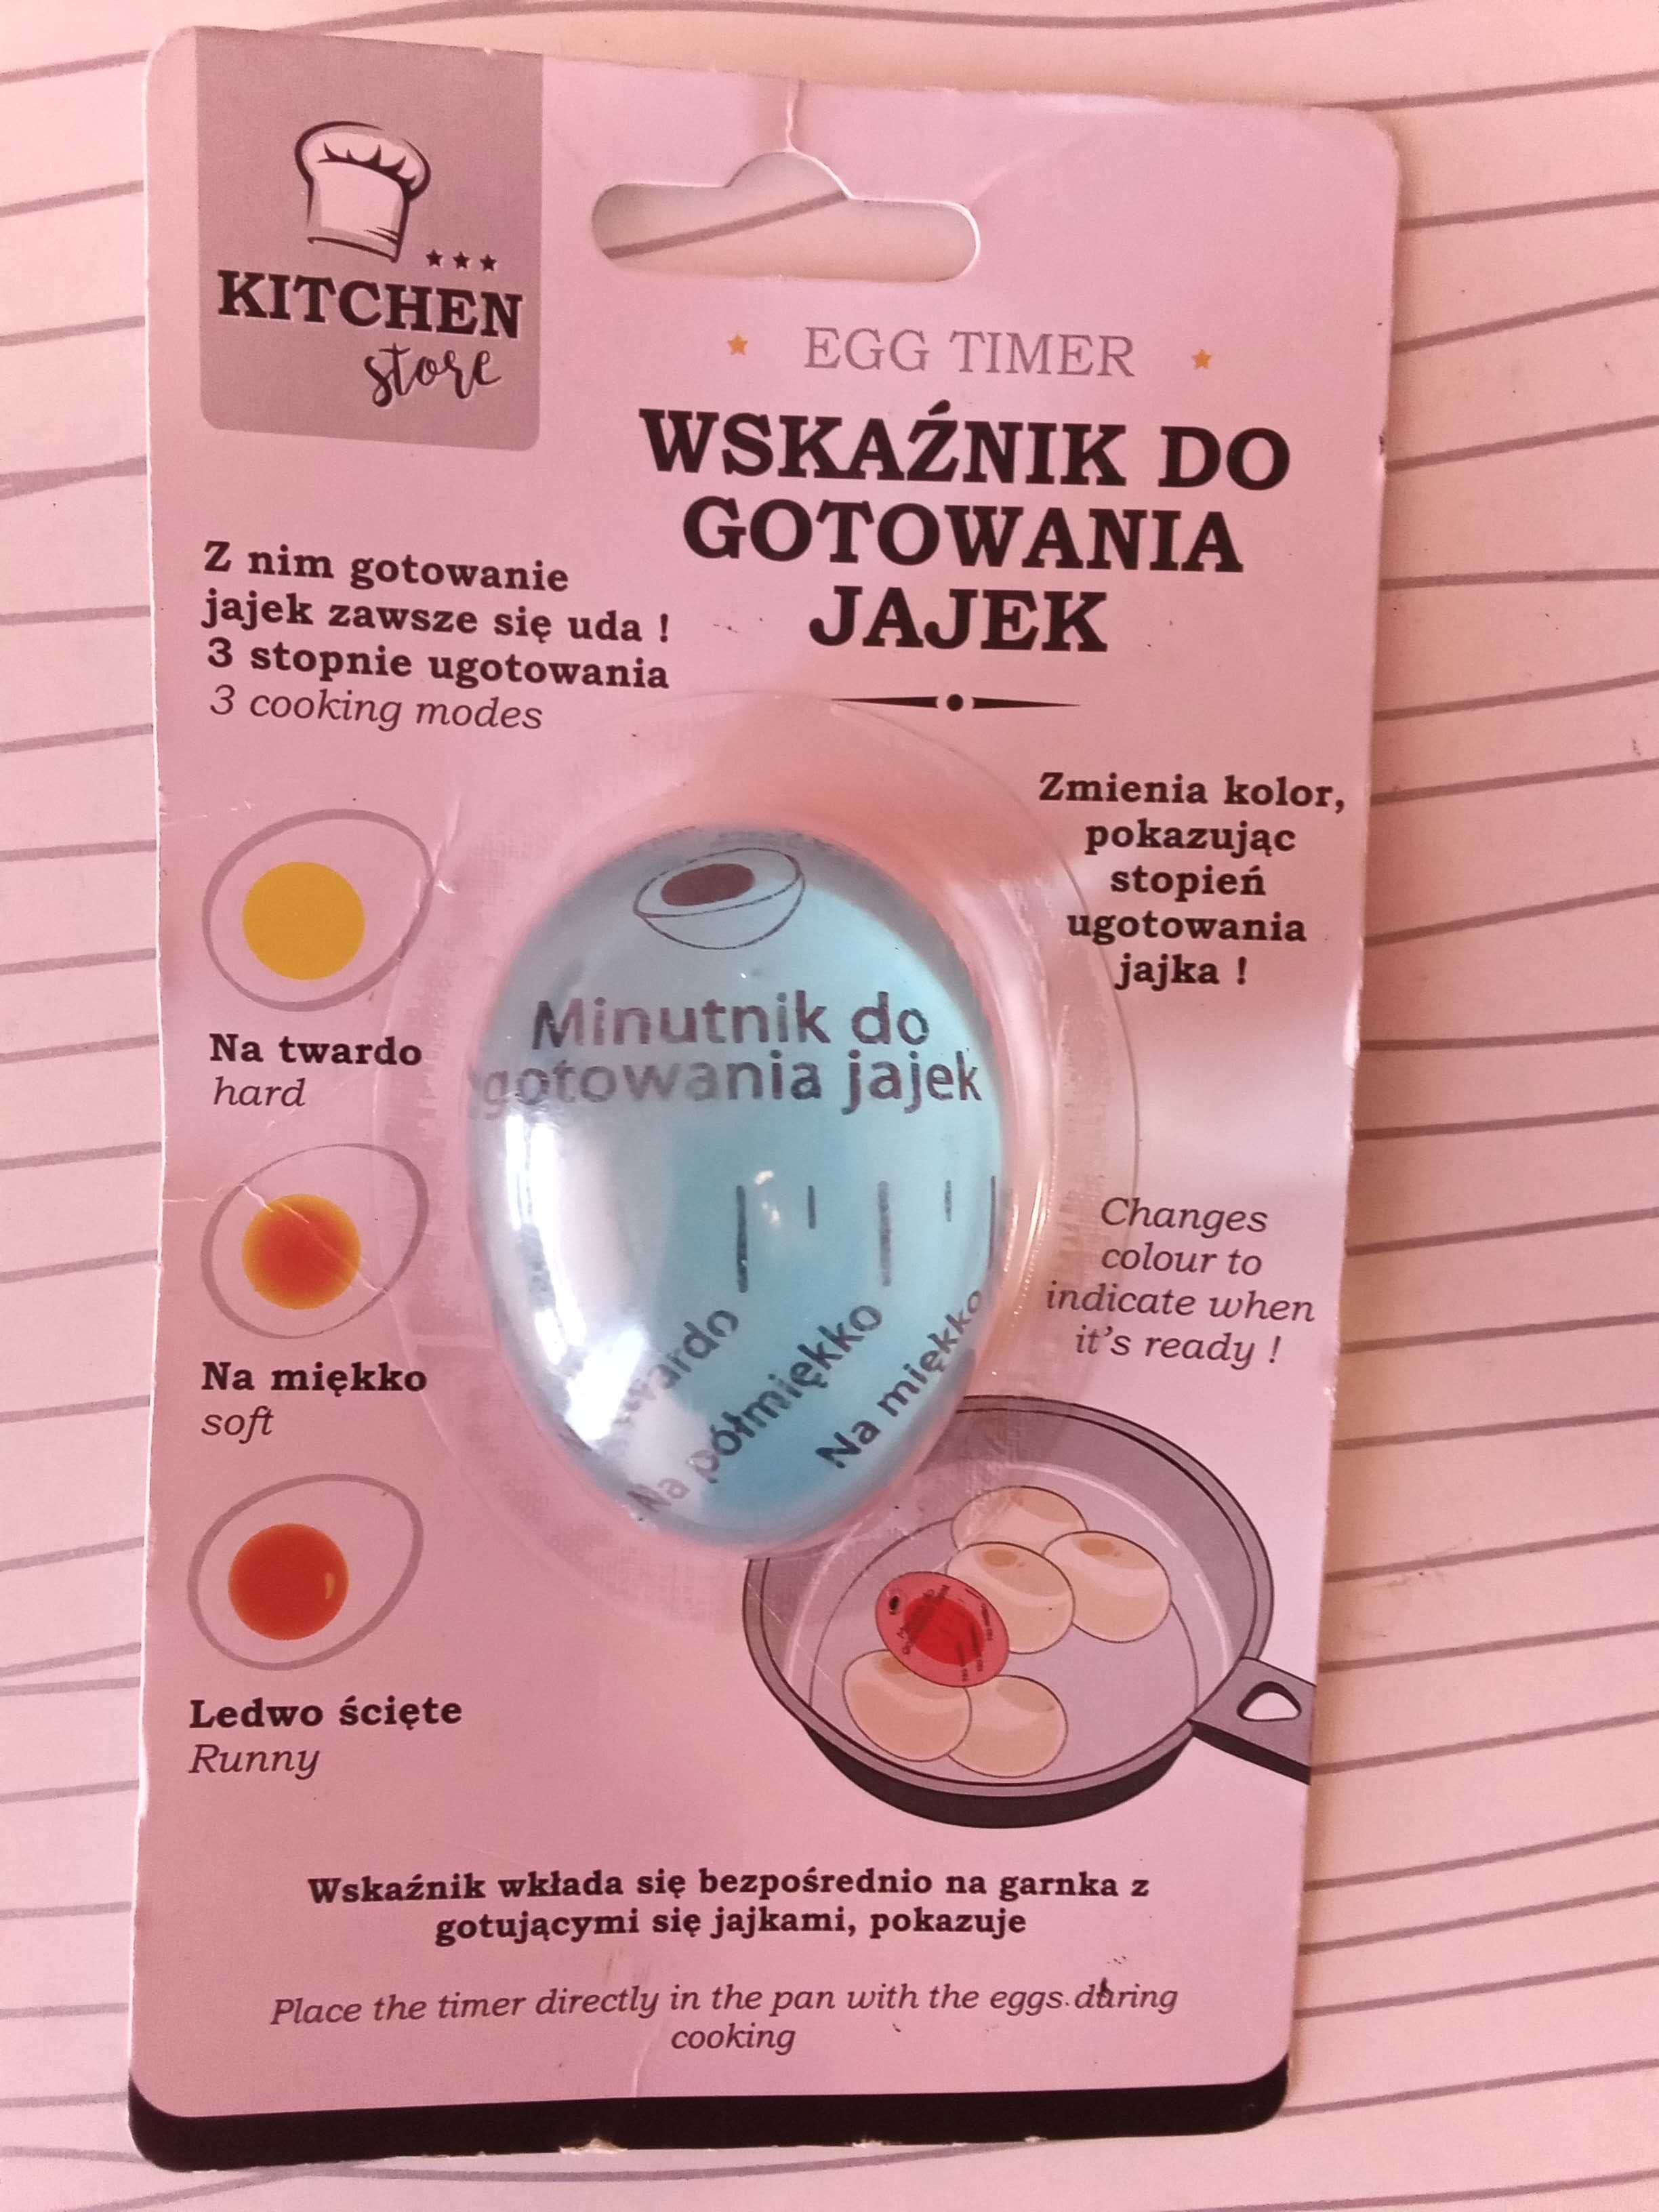 KITCHEN
store
EGG TIMER
WSKAŹNIK DO
GOTOWANIA
JAJEK
Z nim gotowanie
jajek zawsze się uda !
3 stopnie ugotowania
3 cooking modes
Zmienia kolor,
pokazując
stopień
ugotowania
jajka !
Na twardo
hard
Na miękko
soft
Ledwo ścięte
Runny
Minutnik do
gotowania jajek
Na półmiękko
Na miękko
Changes
colour to
indicate when
it's ready !
Wskaźnik wkłada się bezpośrednio na garnka z
gotującymi się jajkami, pokazuje
Place the timer directly in the pan with the eggs during
cooking